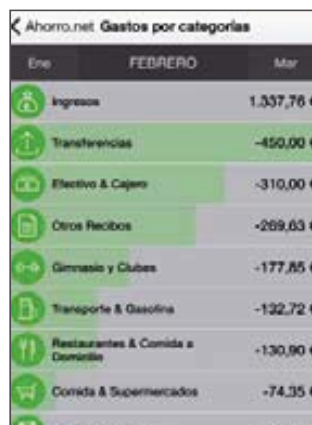 Ahorro.net Gastos por categorías
Ene FEBRERO Mar
Ingresos 1.337,76 €
Transferencias -450,00 €
Efectivo & Cajero -310,00 €
Otros Recibos -269,63 €
Gimnasio y Clubes -177,85 €
Transporte & Gasolina -132,72 €
Restaurantes & Comida a
Domicilio -130,90 €
Comida & Supermercados -74,35 €